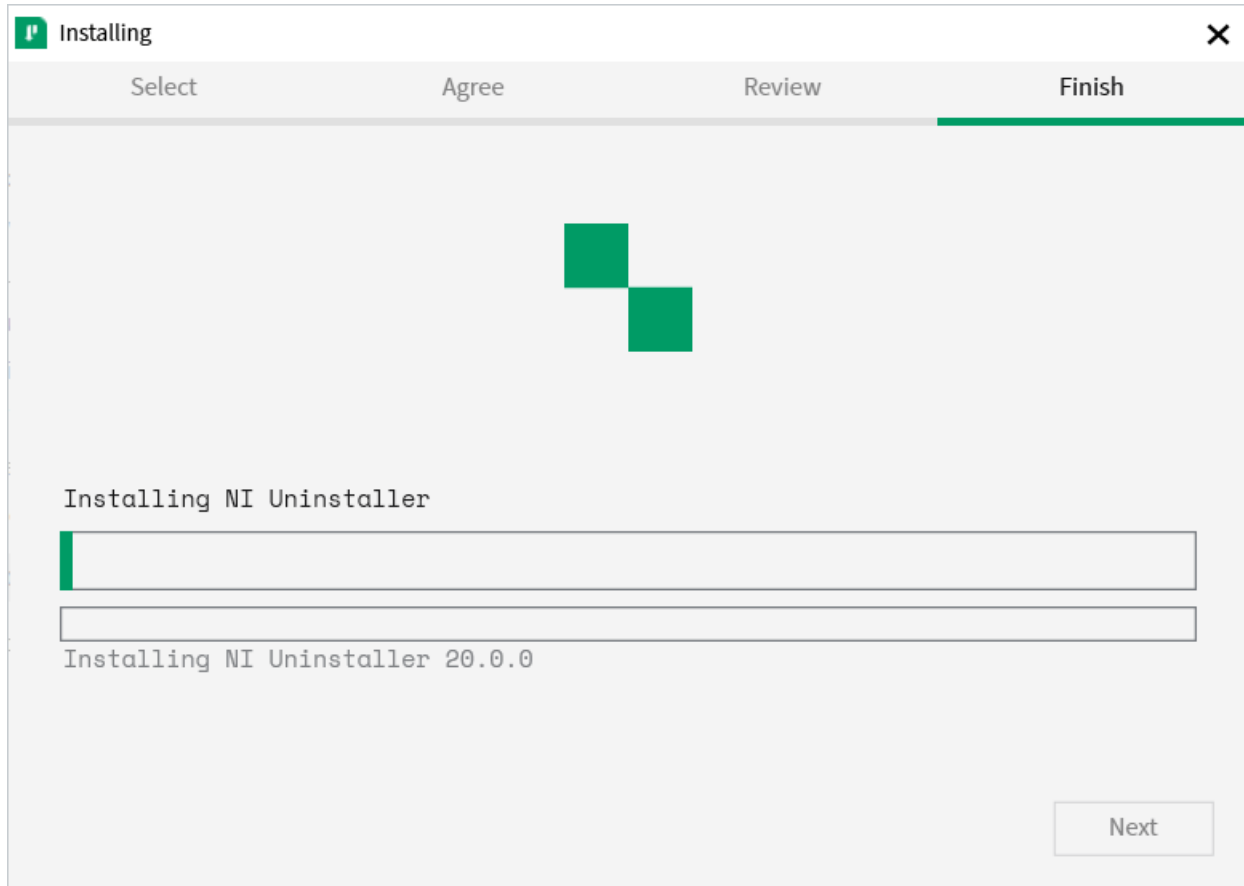 Installing
Select Agree Review Finish
Installing NI Uninstaller
Installing NI Uninstaller 20.0.0
Next